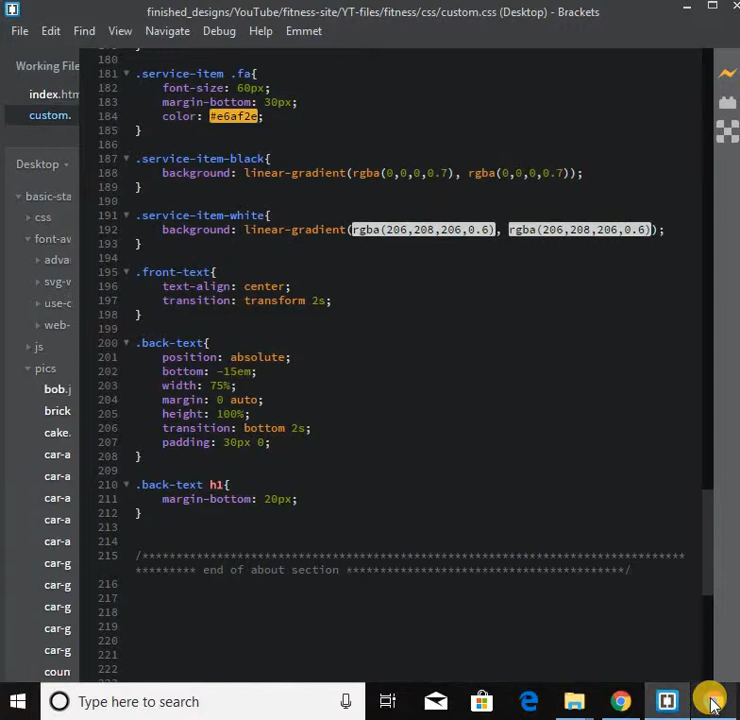 finished_designs/YouTube/fitness-site/YT-files/fitness/css/custom.css (Desktop) - Brackets
File Edit Find View Navigate Debug Help Emmet
Working File
index.htm
custom.
Desktop
basic-sta
css
font-aw
adva
svg-v
use-c
web-
js
pics
bob.j
brick
cake.
car-a
car-a
car-a
car-a
car-a
car-g
car-g
car-g
car-g
coun
180
181 .service-item .fa{
182 font-size: 60px;
183 margin-bottom: 30px;
184 color: #e6af2e;
185 }
186
187 .service-item-black{
188 background: linear-gradient(rgba(0,0,0,0.7), rgba(0,0,0,0.7));
189 }
190
191 .service-item-white{
192 background: linear-gradient(rgba(206,208,206,0.6), rgba(206,208,206,0.6));
193 }
194
195 .front-text{
196 text-align: center;
197 transition: transform 2s;
198 }
199
200 .back-text{
201 position: absolute;
202 bottom: -15em;
203 width: 75%;
204 margin: 0 auto;
205 height: 100%;
206 transition: bottom 2s;
207 padding: 30px 0;
208 }
209
210 .back-text h1{
211 margin-bottom: 20px;
212 }
213
214
215 /********************************************************************************
********* end of about section *****************************************/
216
217
218
219
220
221
222
Type here to search